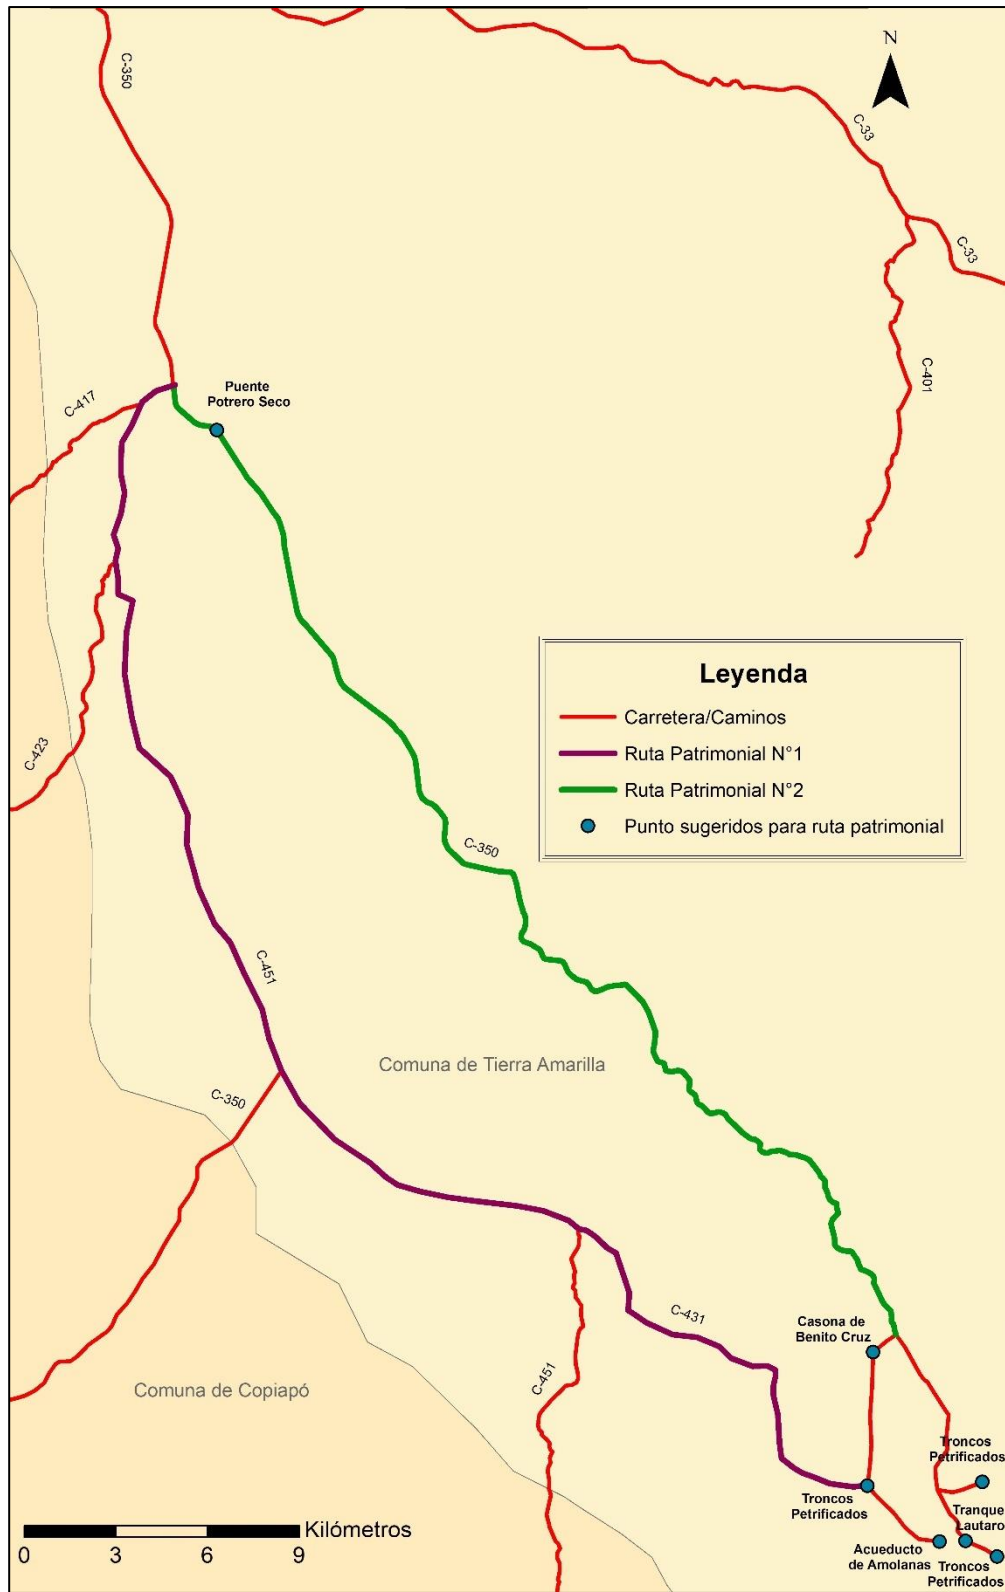 C-350
N
C-33
C-33
C-401
C-417
Puente
Potrero Seco
C-423
Leyenda
Carretera/Caminos
Ruta Patrimonial N°1
Ruta Patrimonial N°2
Punto sugeridos para ruta patrimonial
C-350
C-451
Comuna de Tierra Amarilla
C-350
C-431
Casona de
Benito Cruz
C-451
Comuna de Copiapó
Troncos
Petrificados
Troncos
Petrificados
Tranque
Lautaro
Acueducto
de Amolanas
Troncos
Petrificados
Kilómetros
0 3 6 9